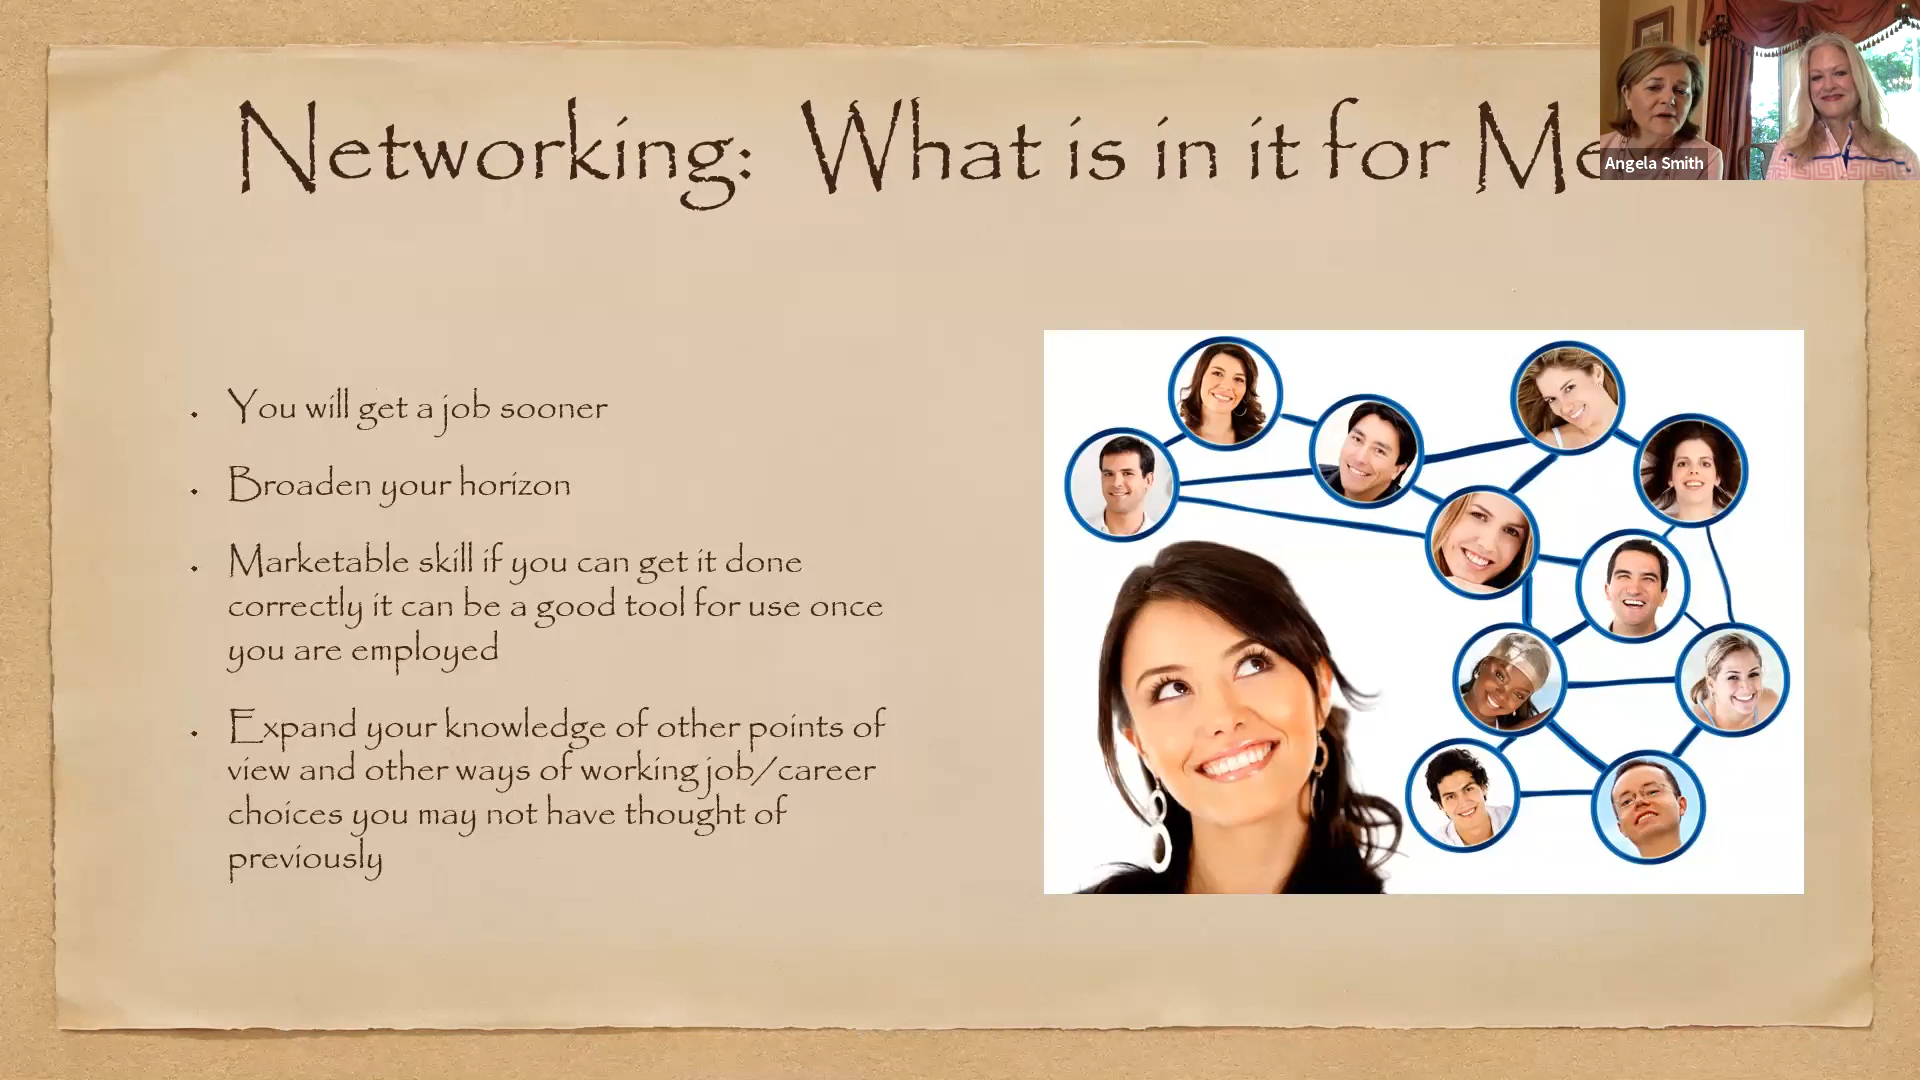 Networking: What is in it for Me
Angela Smith
. You will get a job sooner
. Broaden your horizon
. Marketable skill if you can get it done
correctly it can be a good tool for use once
you are employed
. Expand your knowledge of other points of
view and other ways of working job/career
choices you may not have thought of
previously